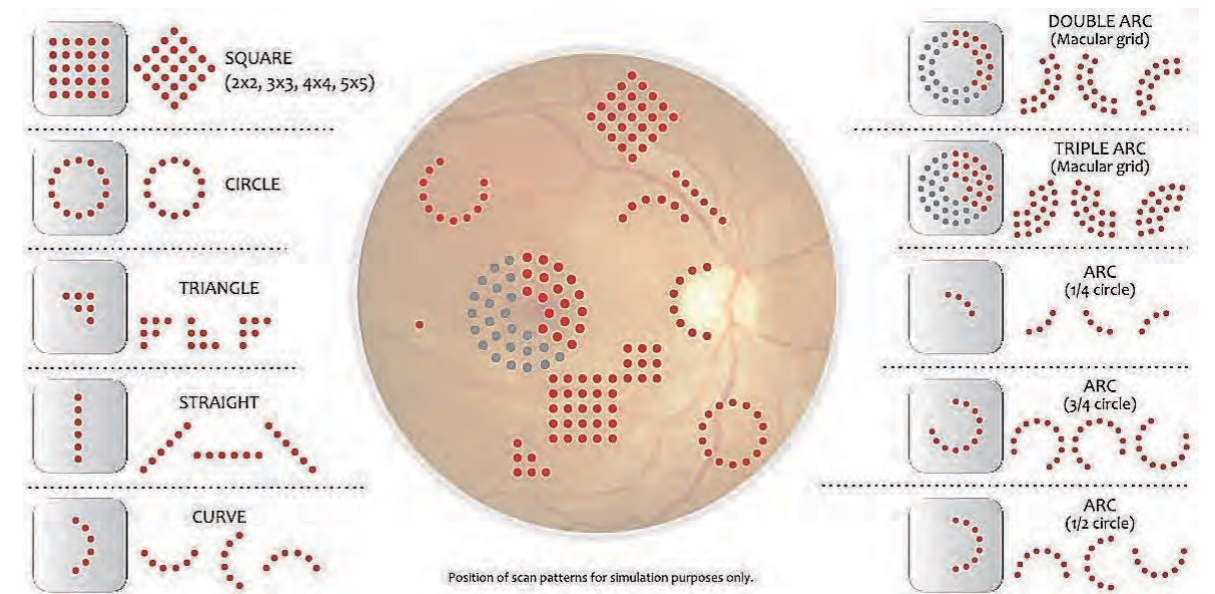 SQUARE
(2x2, 3x3, 4x4, 5x5)
CIRCLE
TRIANGLE
STRAIGHT
CURVE
DOUBLE ARC
(Macular grid)
TRIPLE ARC
(Macular grid)
ARC
(1/4 circle)
ARC
(3/4 circle)
ARC
(1/2 circle)
Position of scan patterns for simulation purposes only.